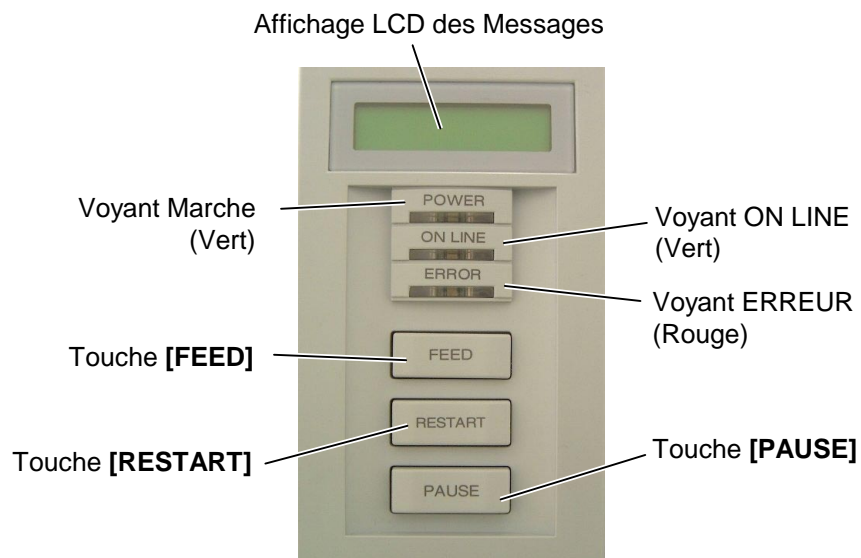 Affichage LCD des Messages
POWER
Voyant Marche
(Vert)
ON LINE
Voyant ON LINE
(Vert)
ERROR
Voyant ERREUR
(Rouge)
Touche [FEED]
FEED
RESTART
Touche [RESTART]
Touche [PAUSE]
PAUSE